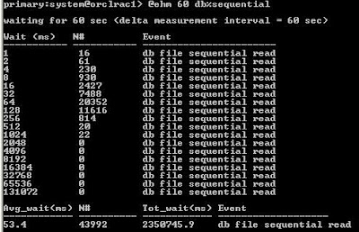 primary:system@orclrac1> @ehm 60 db×sequential
waiting for 60 sec (delta measurement interval = 60 sec)
Wait (ms) N# Event
1 16 db file sequential read
2 61 db file sequential read
4 230 db file sequential read
8 930 db file sequential read
16 2427 db file sequential read
32 7488 db file sequential read
64 20352 db file sequential read
128 11616 db file sequential read
256 814 db file sequential read
512 20 db file sequential read
1024 22 db file sequential read
2048 0 db file sequential read
4096 0 db file sequential read
8192 0 db file sequential read
16384 0 db file sequential read
32768 0 db file sequential read
65536 0 db file sequential read
131072 0 db file sequential read
Avg_wait(ms) N# Tot_wait(ms) Event
53.4 43992 2350745.9 db file sequential read